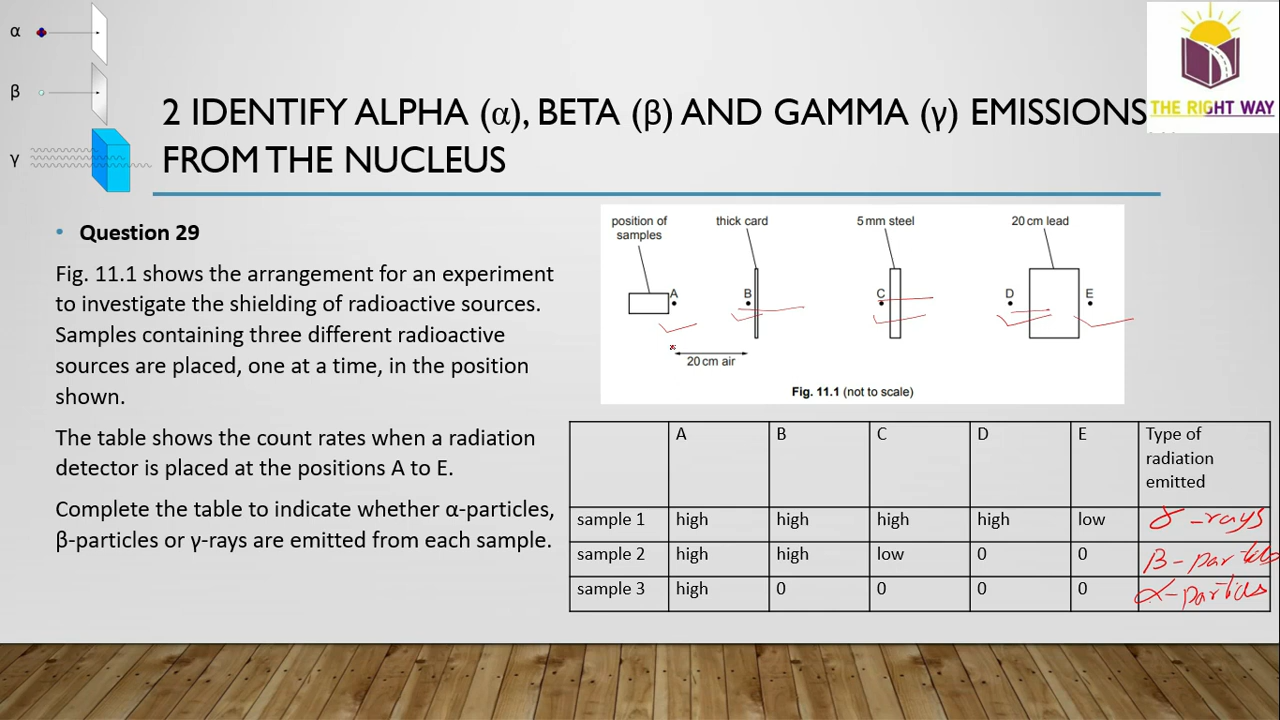 α
β
γ
THE RIGHT WAY
2 IDENTIFY ALPHA (α), BETA (β) AND GAMMA (γ) EMISSIONS
FROM THE NUCLEUS
• Question 29
Fig. 11.1 shows the arrangement for an experiment
to investigate the shielding of radioactive sources.
Samples containing three different radioactive
sources are placed, one at a time, in the position
shown.
The table shows the count rates when a radiation
detector is placed at the positions A to E.
Complete the table to indicate whether α-particles,
β-particles or γ-rays are emitted from each sample.
position of
samples
thick card
5 mm steel
20 cm lead
A
B
C
D
E
20 cm air
Fig. 11.1 (not to scale)
A B C D E Type of
radiation
emitted
sample 1 high high high high low γ-rays
sample 2 high high low 0 0 β-particles
sample 3 high 0 0 0 0 α-particles